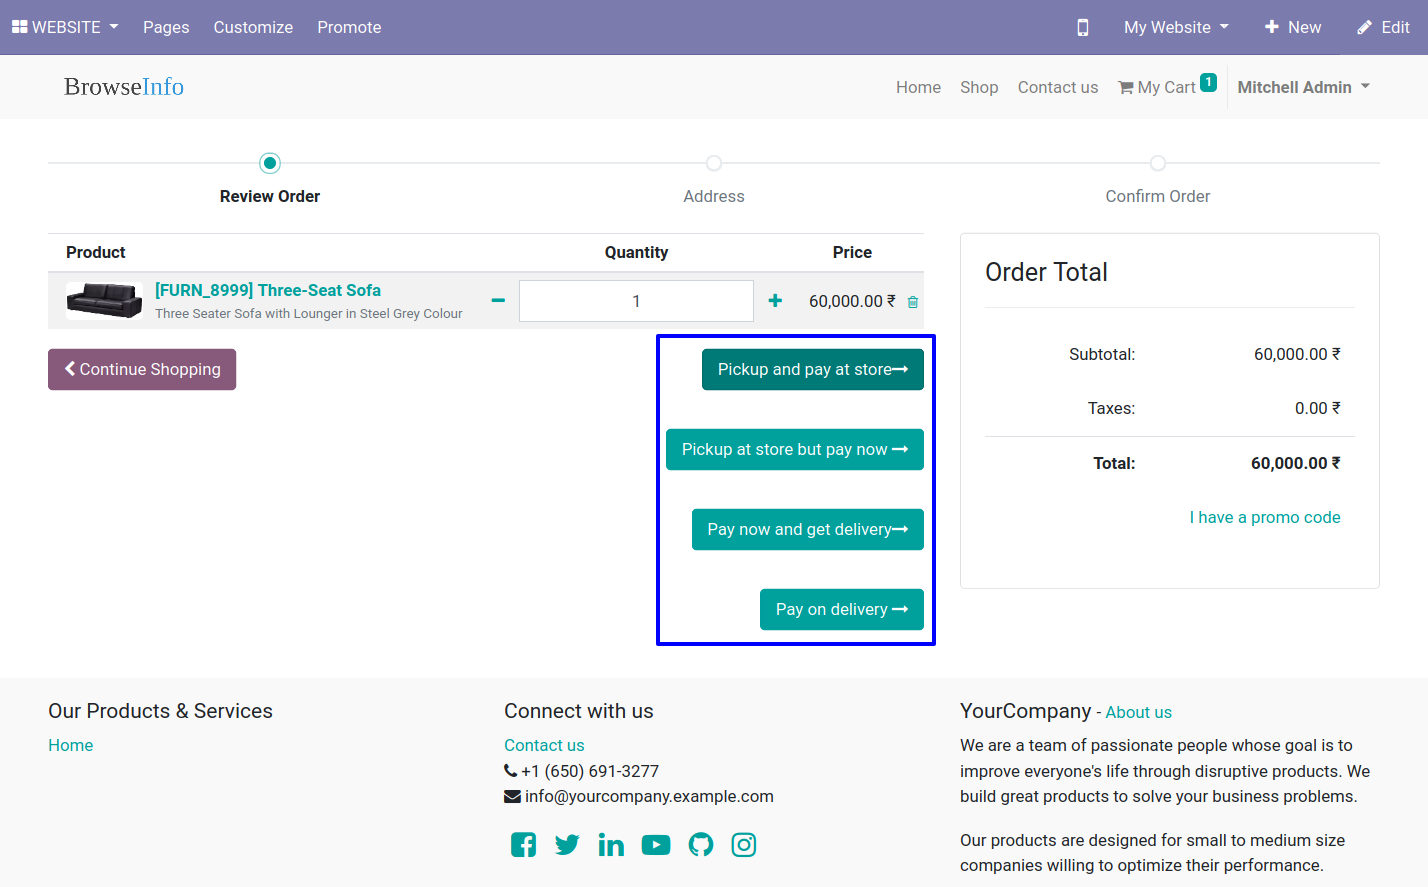 WEBSITE Pages Customize Promote My Website New Edit
BrowseInfo Home Shop Contact us My Cart 1 Mitchell Admin
Review Order Address Confirm Order
Product Quantity Price
[FURN_8999] Three-Seat Sofa
Three Seater Sofa with Lounger in Steel Grey Colour
1 60,000.00 ₹
Continue Shopping
Pickup and pay at store
Pickup at store but pay now
Pay now and get delivery
Pay on delivery
Order Total
Subtotal: 60,000.00 ₹
Taxes: 0.00 ₹
Total: 60,000.00 ₹
I have a promo code
Our Products & Services
Home
Connect with us
Contact us
+1 (650) 691-3277
info@yourcompany.example.com
YourCompany - About us
We are a team of passionate people whose goal is to
improve everyone's life through disruptive products. We
build great products to solve your business problems.
Our products are designed for small to medium size
companies willing to optimize their performance.